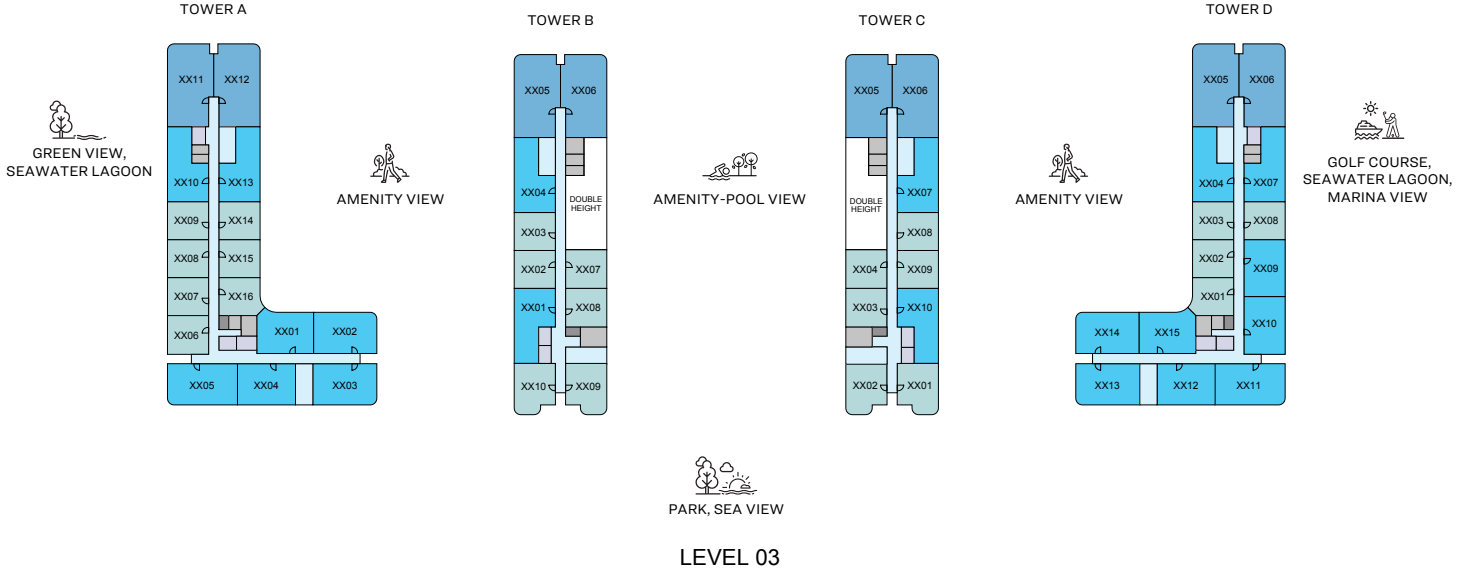 TOWER A
TOWER B
TOWER C
TOWER D
XX11
XX12
XX10
XX13
XX09
XX14
XX08
XX15
XX07
XX16
XX06
XX01
XX02
XX05
XX04
XX03
XX05
XX06
XX04
DOUBLE
HEIGHT
XX03
XX02
XX07
XX01
XX08
XX10
XX09
XX05
XX06
XX07
DOUBLE
HEIGHT
XX08
XX04
XX09
XX03
XX10
XX02
XX01
XX05
XX06
XX04
XX07
XX03
XX08
XX02
XX09
XX01
XX10
XX14
XX15
XX13
XX12
XX11
GREEN VIEW,
SEAWATER LAGOON
AMENITY VIEW
AMENITY-POOL VIEW
AMENITY VIEW
GOLF COURSE,
SEAWATER LAGOON,
MARINA VIEW
PARK, SEA VIEW
LEVEL 03